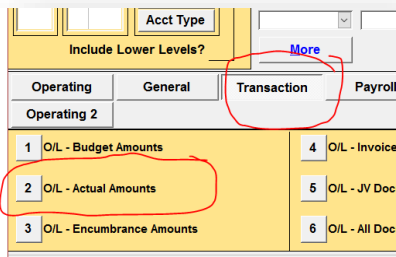 Acct Type
Include Lower Levels?
More
Operating General Transaction Payroll
Operating 2
1 O/L - Budget Amounts 4 O/L - Invoice
2 O/L - Actual Amounts 5 O/L - JV Doc
3 O/L - Encumbrance Amounts 6 O/L - All Doc